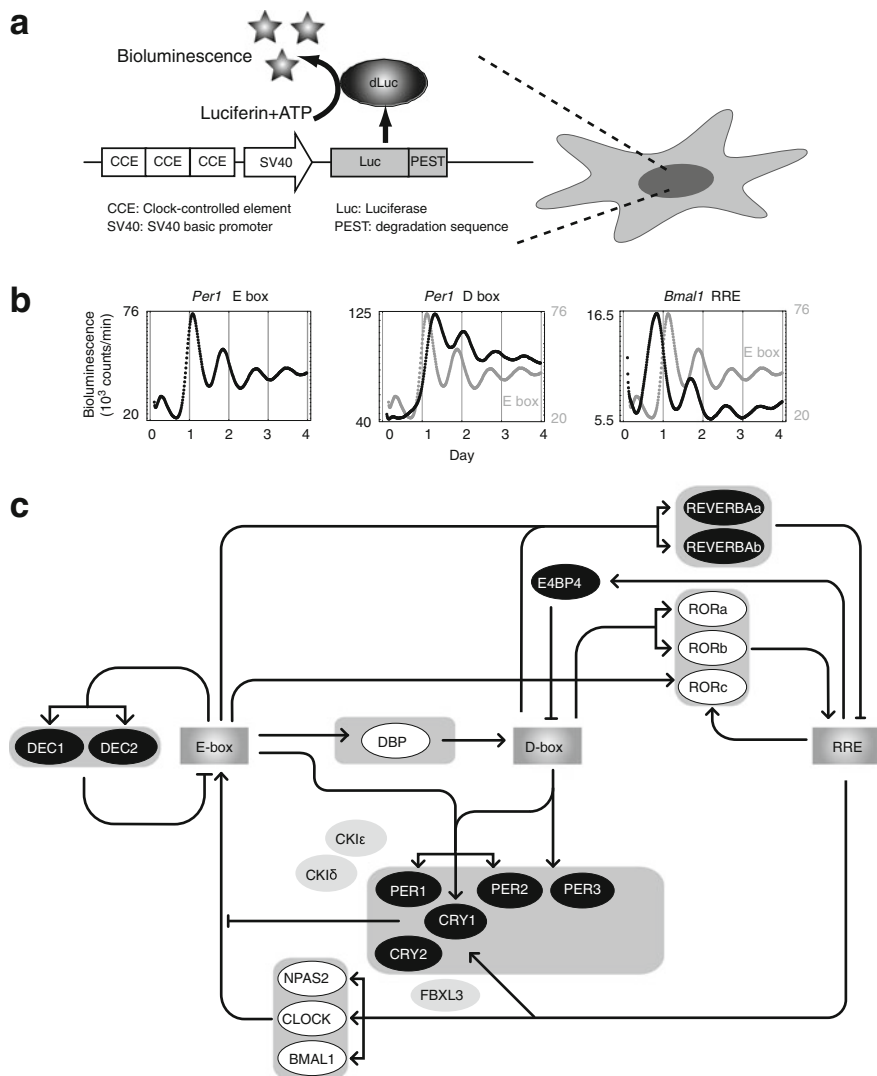 a
Bioluminescence
dLuc
Luciferin+ATP
CCE CCE CCE SV40 Luc PEST
CCE: Clock-controlled element Luc: Luciferase
SV40: SV40 basic promoter PEST: degradation sequence
b
Per1 E box
Per1 D box
Bmal1 RRE
Bioluminescence
(10³ counts/min)
76
20
0 1 2 3 4
125
40
76
20
E box
0 1 2 3 4
16.5
5.5
76
20
E box
0 1 2 3 4
Day
c
REVERBAa
REVERBAb
E4BP4
RORa
RORb
RORc
DEC1 DEC2 E-box DBP D-box RRE
CKIε
CKIδ
PER1 PER2 PER3
CRY1
CRY2
NPAS2
FBXL3
CLOCK
BMAL1